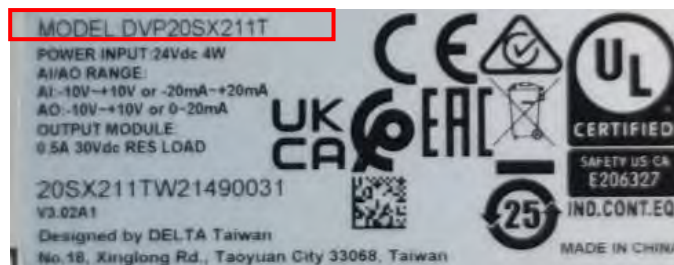 MODEL DVP20SX211T
POWER INPUT:24Vdc 4W
AI/AO RANGE:
AI:-10V~+10V or -20mA~+20mA
AO:-10V~+10V or 0~20mA
OUTPUT MODULE:
0.5A 30Vdc RES LOAD
20SX211TW21490031
V3.02A1
Designed by DELTA Taiwan
No.18, Xinglong Rd., Taoyuan City 33068, Taiwan
CE
UK
CA
EAC
25
UL
CERTIFIED
SAFETY US CA
E206327
IND.CONT.EQ
MADE IN CHINA